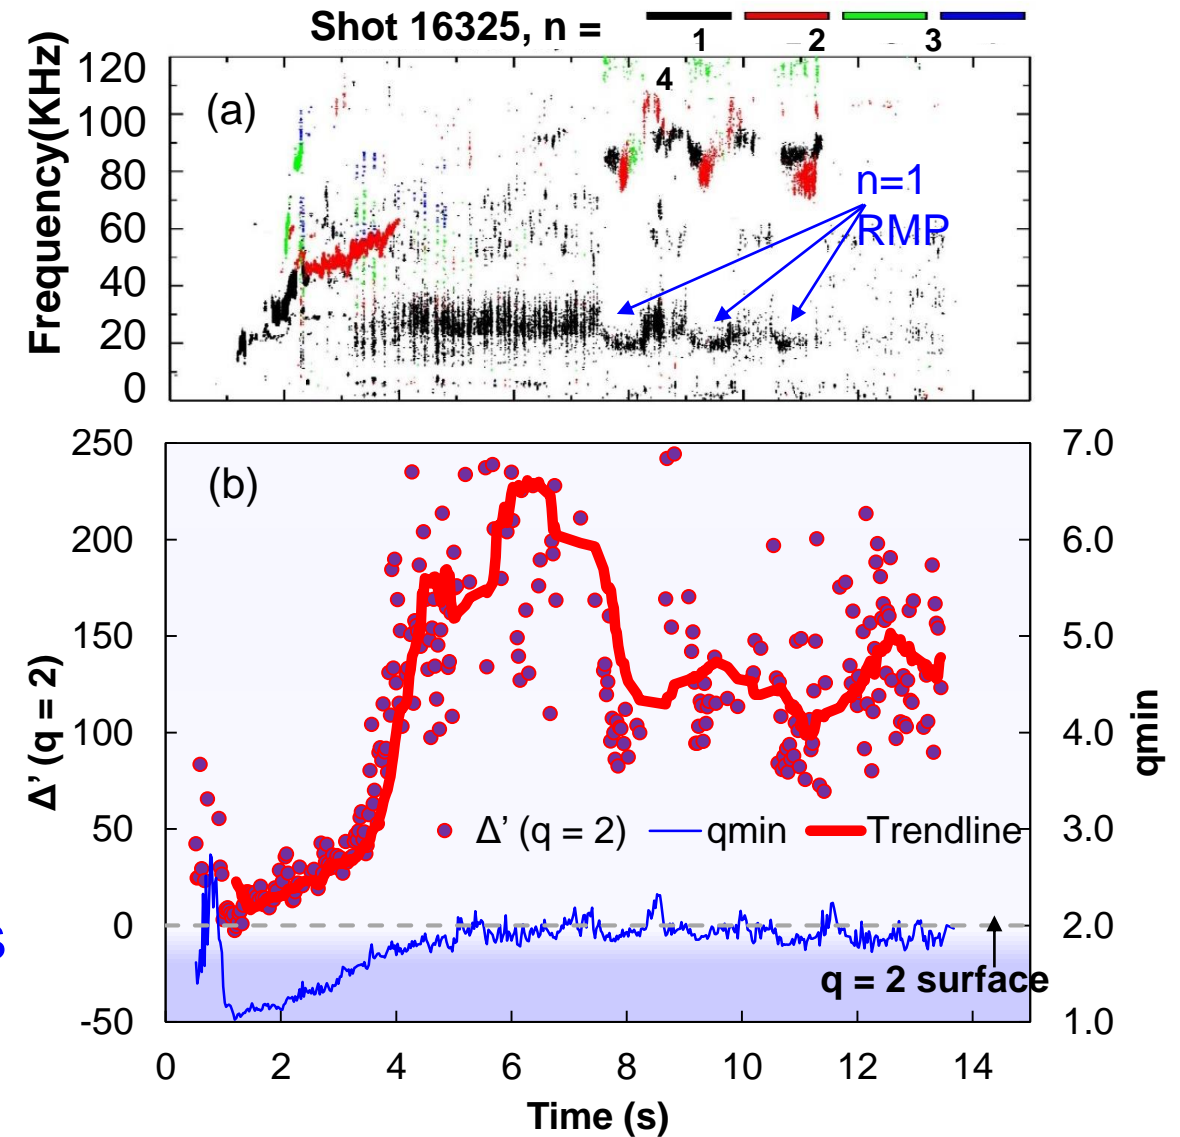 Shot 16325, n =
1 2 3
4
Frequency(KHz)
120
100
80
60
40
20
0
(a)
n=1
RMP
250
200
150
100
50
0
-50
Δ’ (q = 2)
(b)
7.0
6.0
5.0
4.0
3.0
2.0
1.0
qmin
Δ’ (q = 2) qmin Trendline
q = 2 surface
0 2 4 6 8 10 12 14
Time (s)